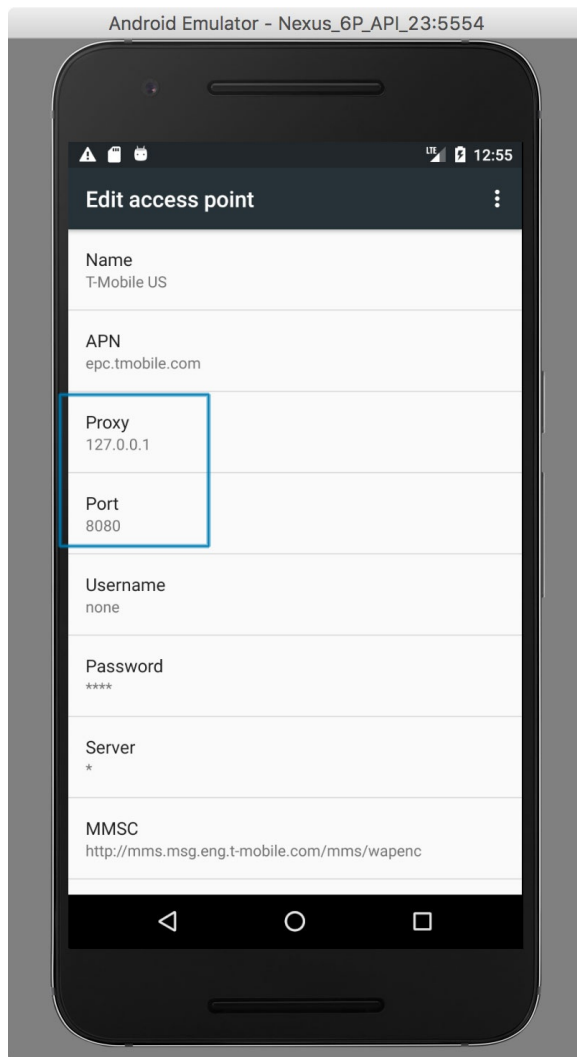 Android Emulator - Nexus_6P_API_23:5554
LTE 12:55
Edit access point
Name
T-Mobile US
APN
epc.tmobile.com
Proxy
127.0.0.1
Port
8080
Username
none
Password
****
Server
*
MMSC
http://mms.msg.eng.t-mobile.com/mms/wapenc